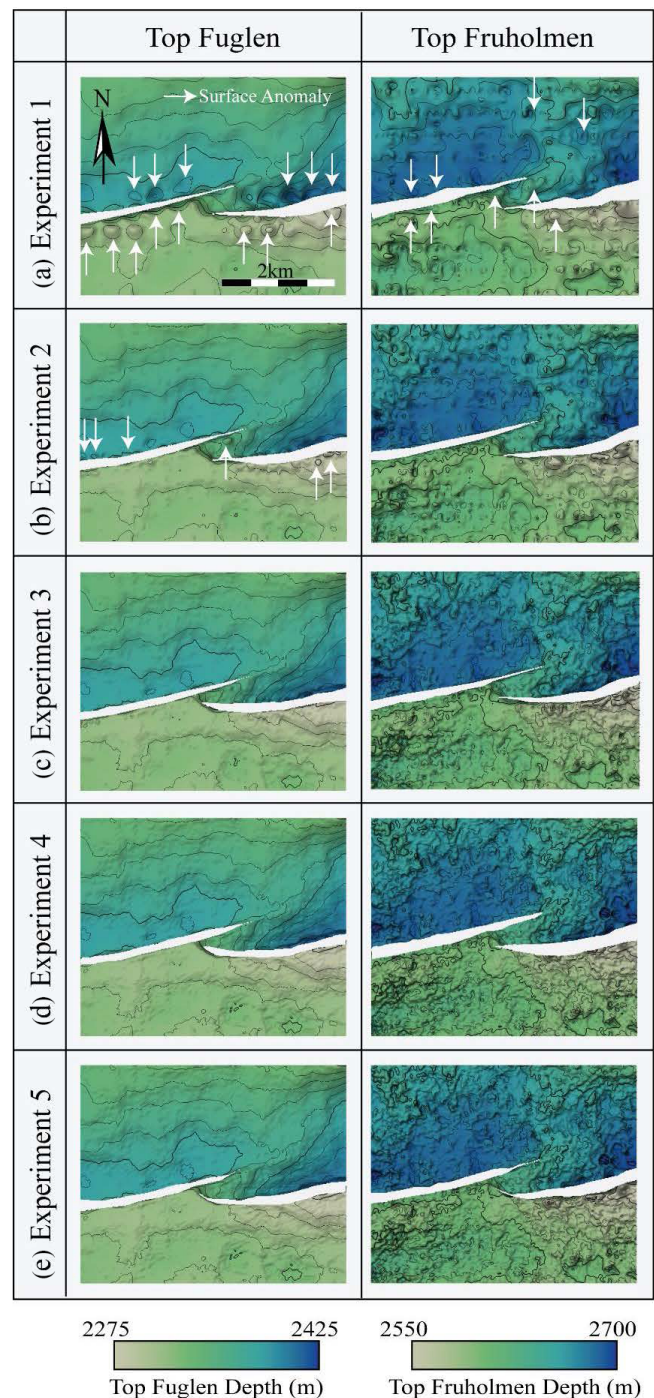 Top Fuglen
Top Fruholmen
(a) Experiment 1
N
Surface Anomaly
2km
(b) Experiment 2
(c) Experiment 3
(d) Experiment 4
(e) Experiment 5
2275
2425
Top Fuglen Depth (m)
2550
2700
Top Fruholmen Depth (m)